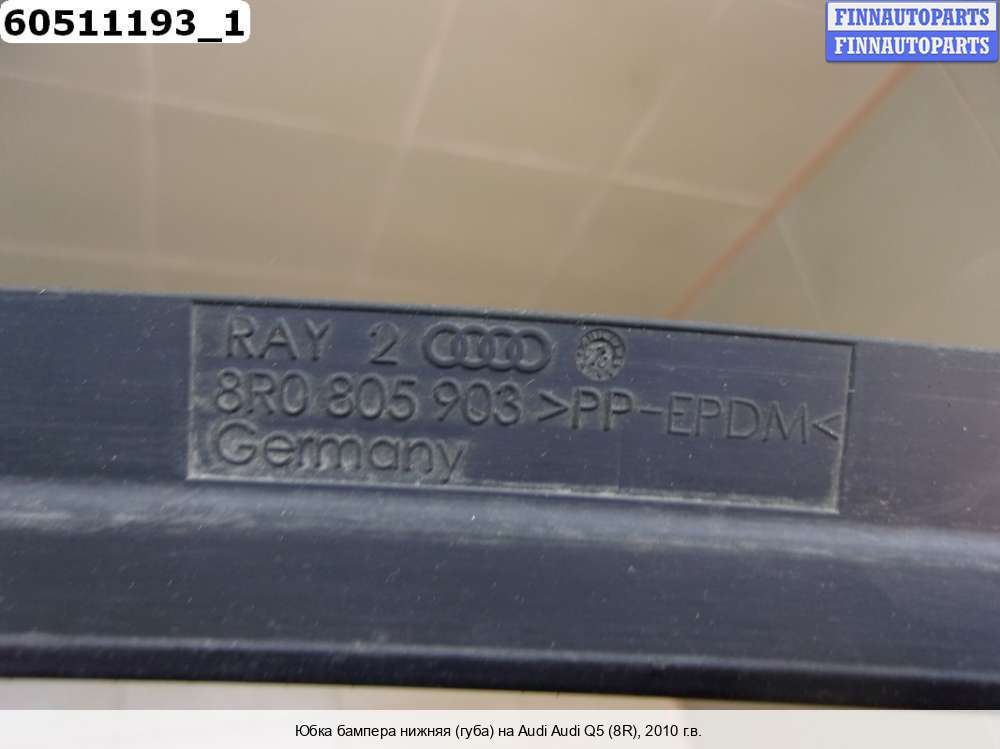 60511193_1
FINNAUTOPARTS
FINNAUTOPARTS
RAY 2
8R0 805 903 >PP-EPDM<
Germany
Юбка бампера нижняя (губа) на Audi Audi Q5 (8R), 2010 г.в.